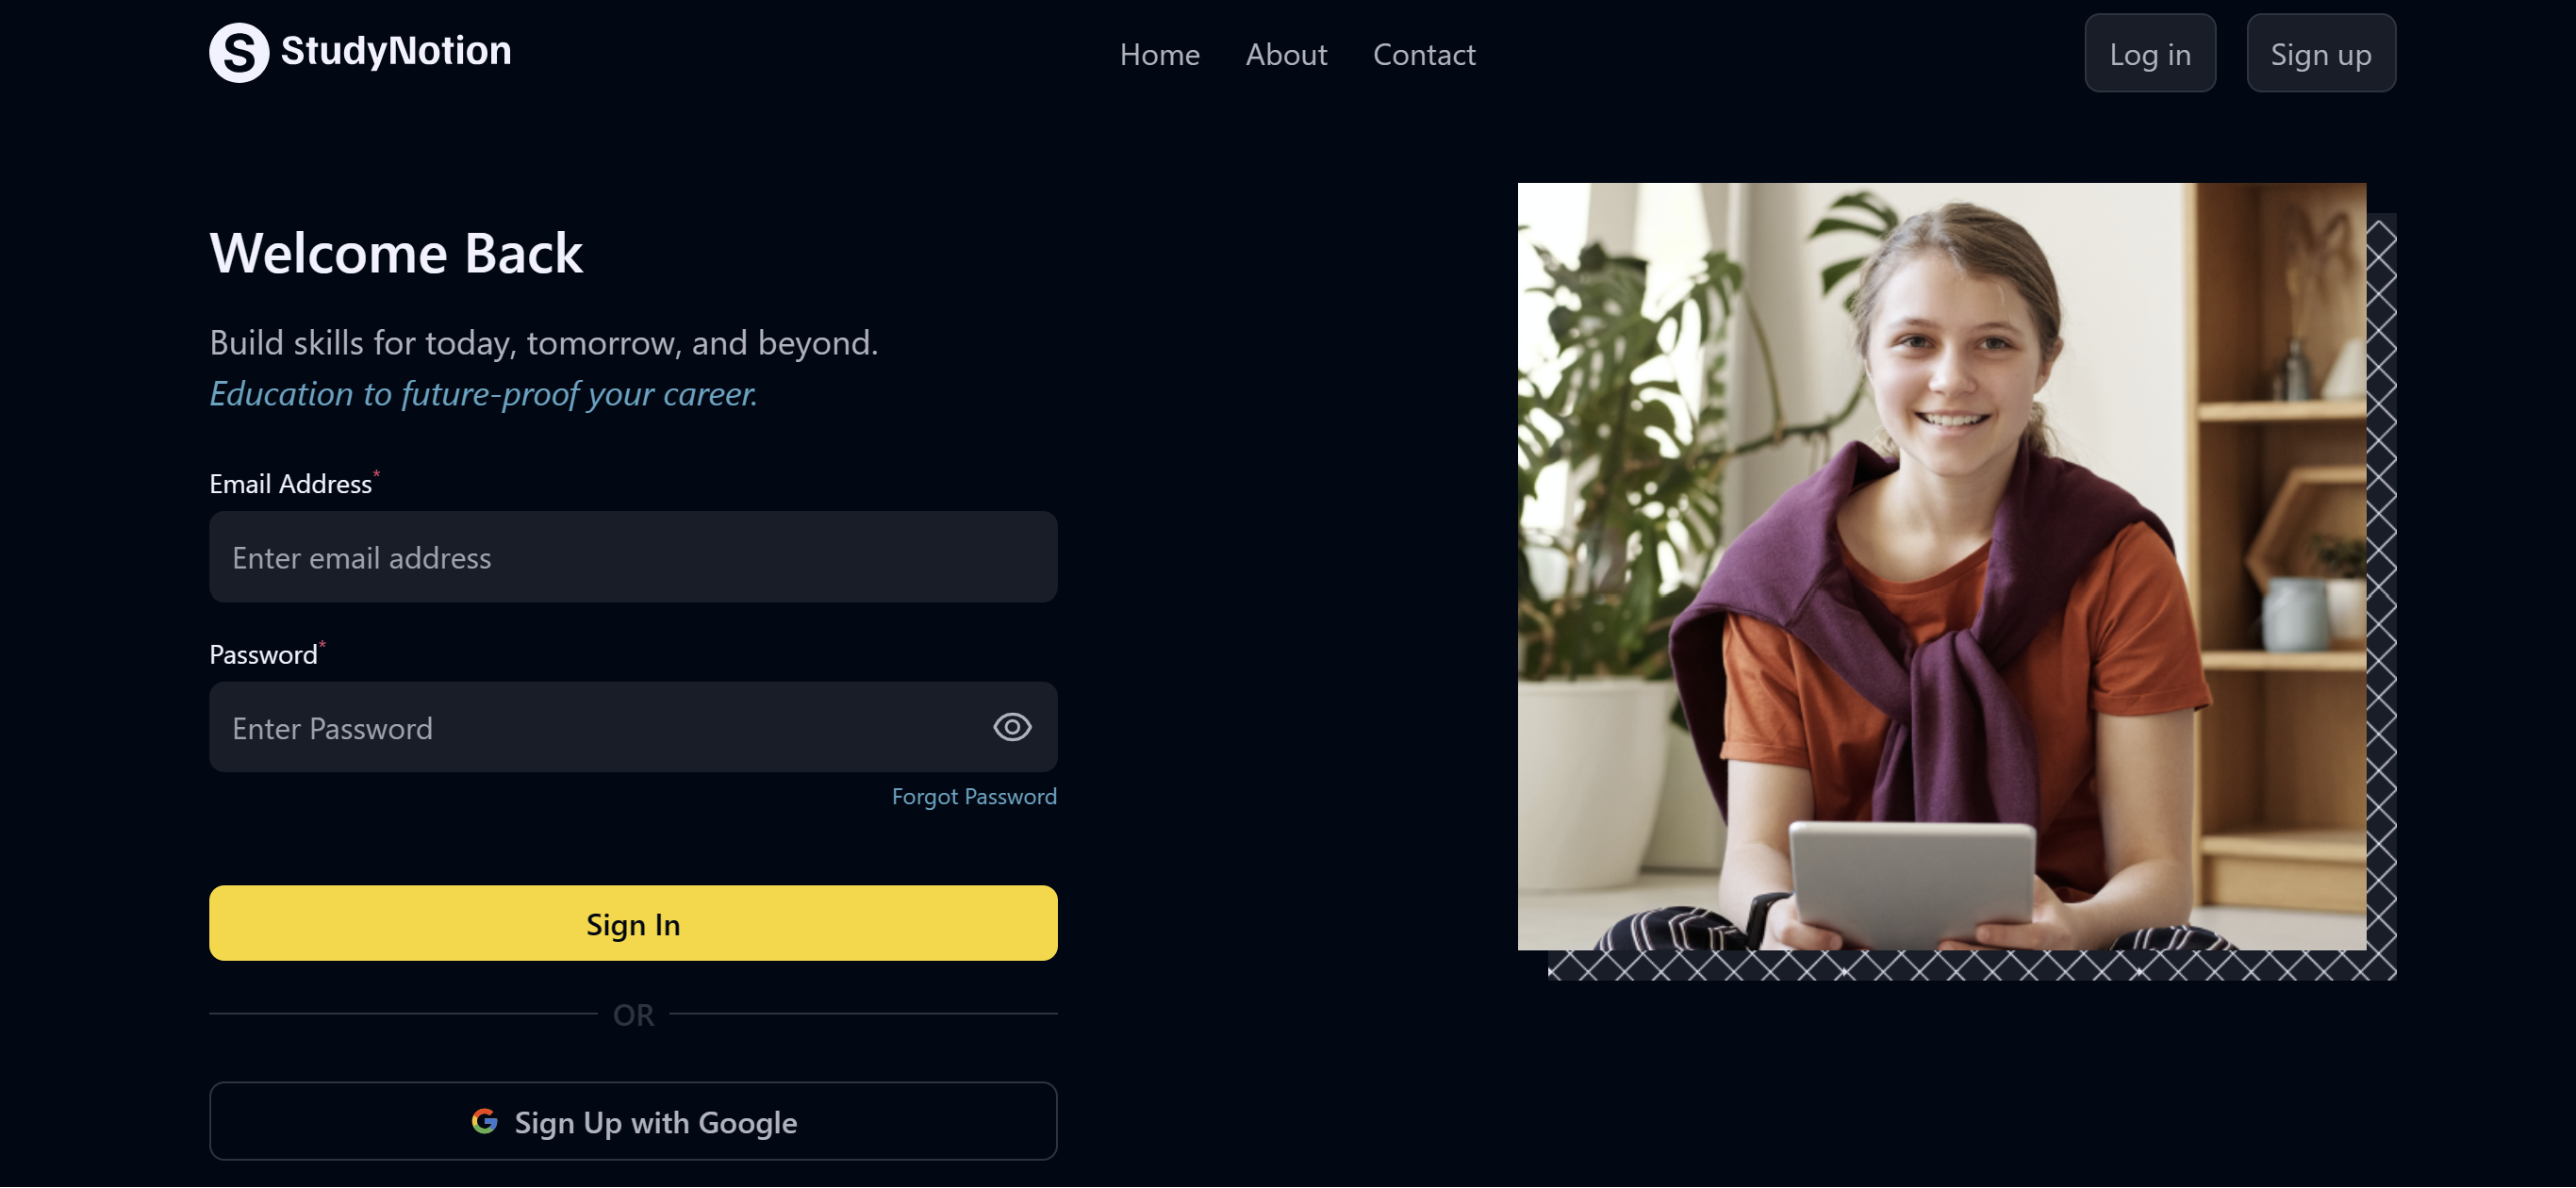 StudyNotion
Home About Contact
Log in Sign up
Welcome Back
Build skills for today, tomorrow, and beyond.
Education to future-proof your career.
Email Address*
Enter email address
Password*
Enter Password
Forgot Password
Sign In
OR
Sign Up with Google